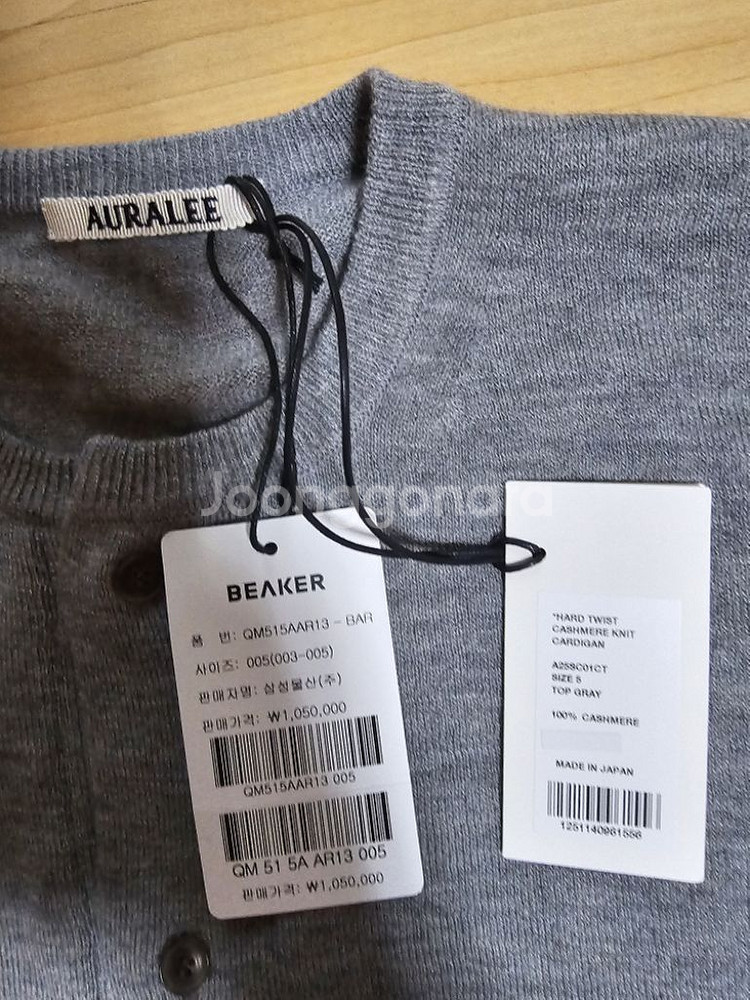 AURALEE
Joonggonara
BEAKER
품 번: QM515AAR13 - BAR
사이즈: 005(003-005)
판매자명: 삼성물산(주)
판매가격: ₩1,050,000
QM515AAR13 005
QM 51 5A AR13 005
판매가격: ₩1,050,000
*HARD TWIST
CASHMERE KNIT
CARDIGAN
A25SC01CT
SIZE 5
TOP GRAY
100% CASHMERE
MADE IN JAPAN
1251140961556